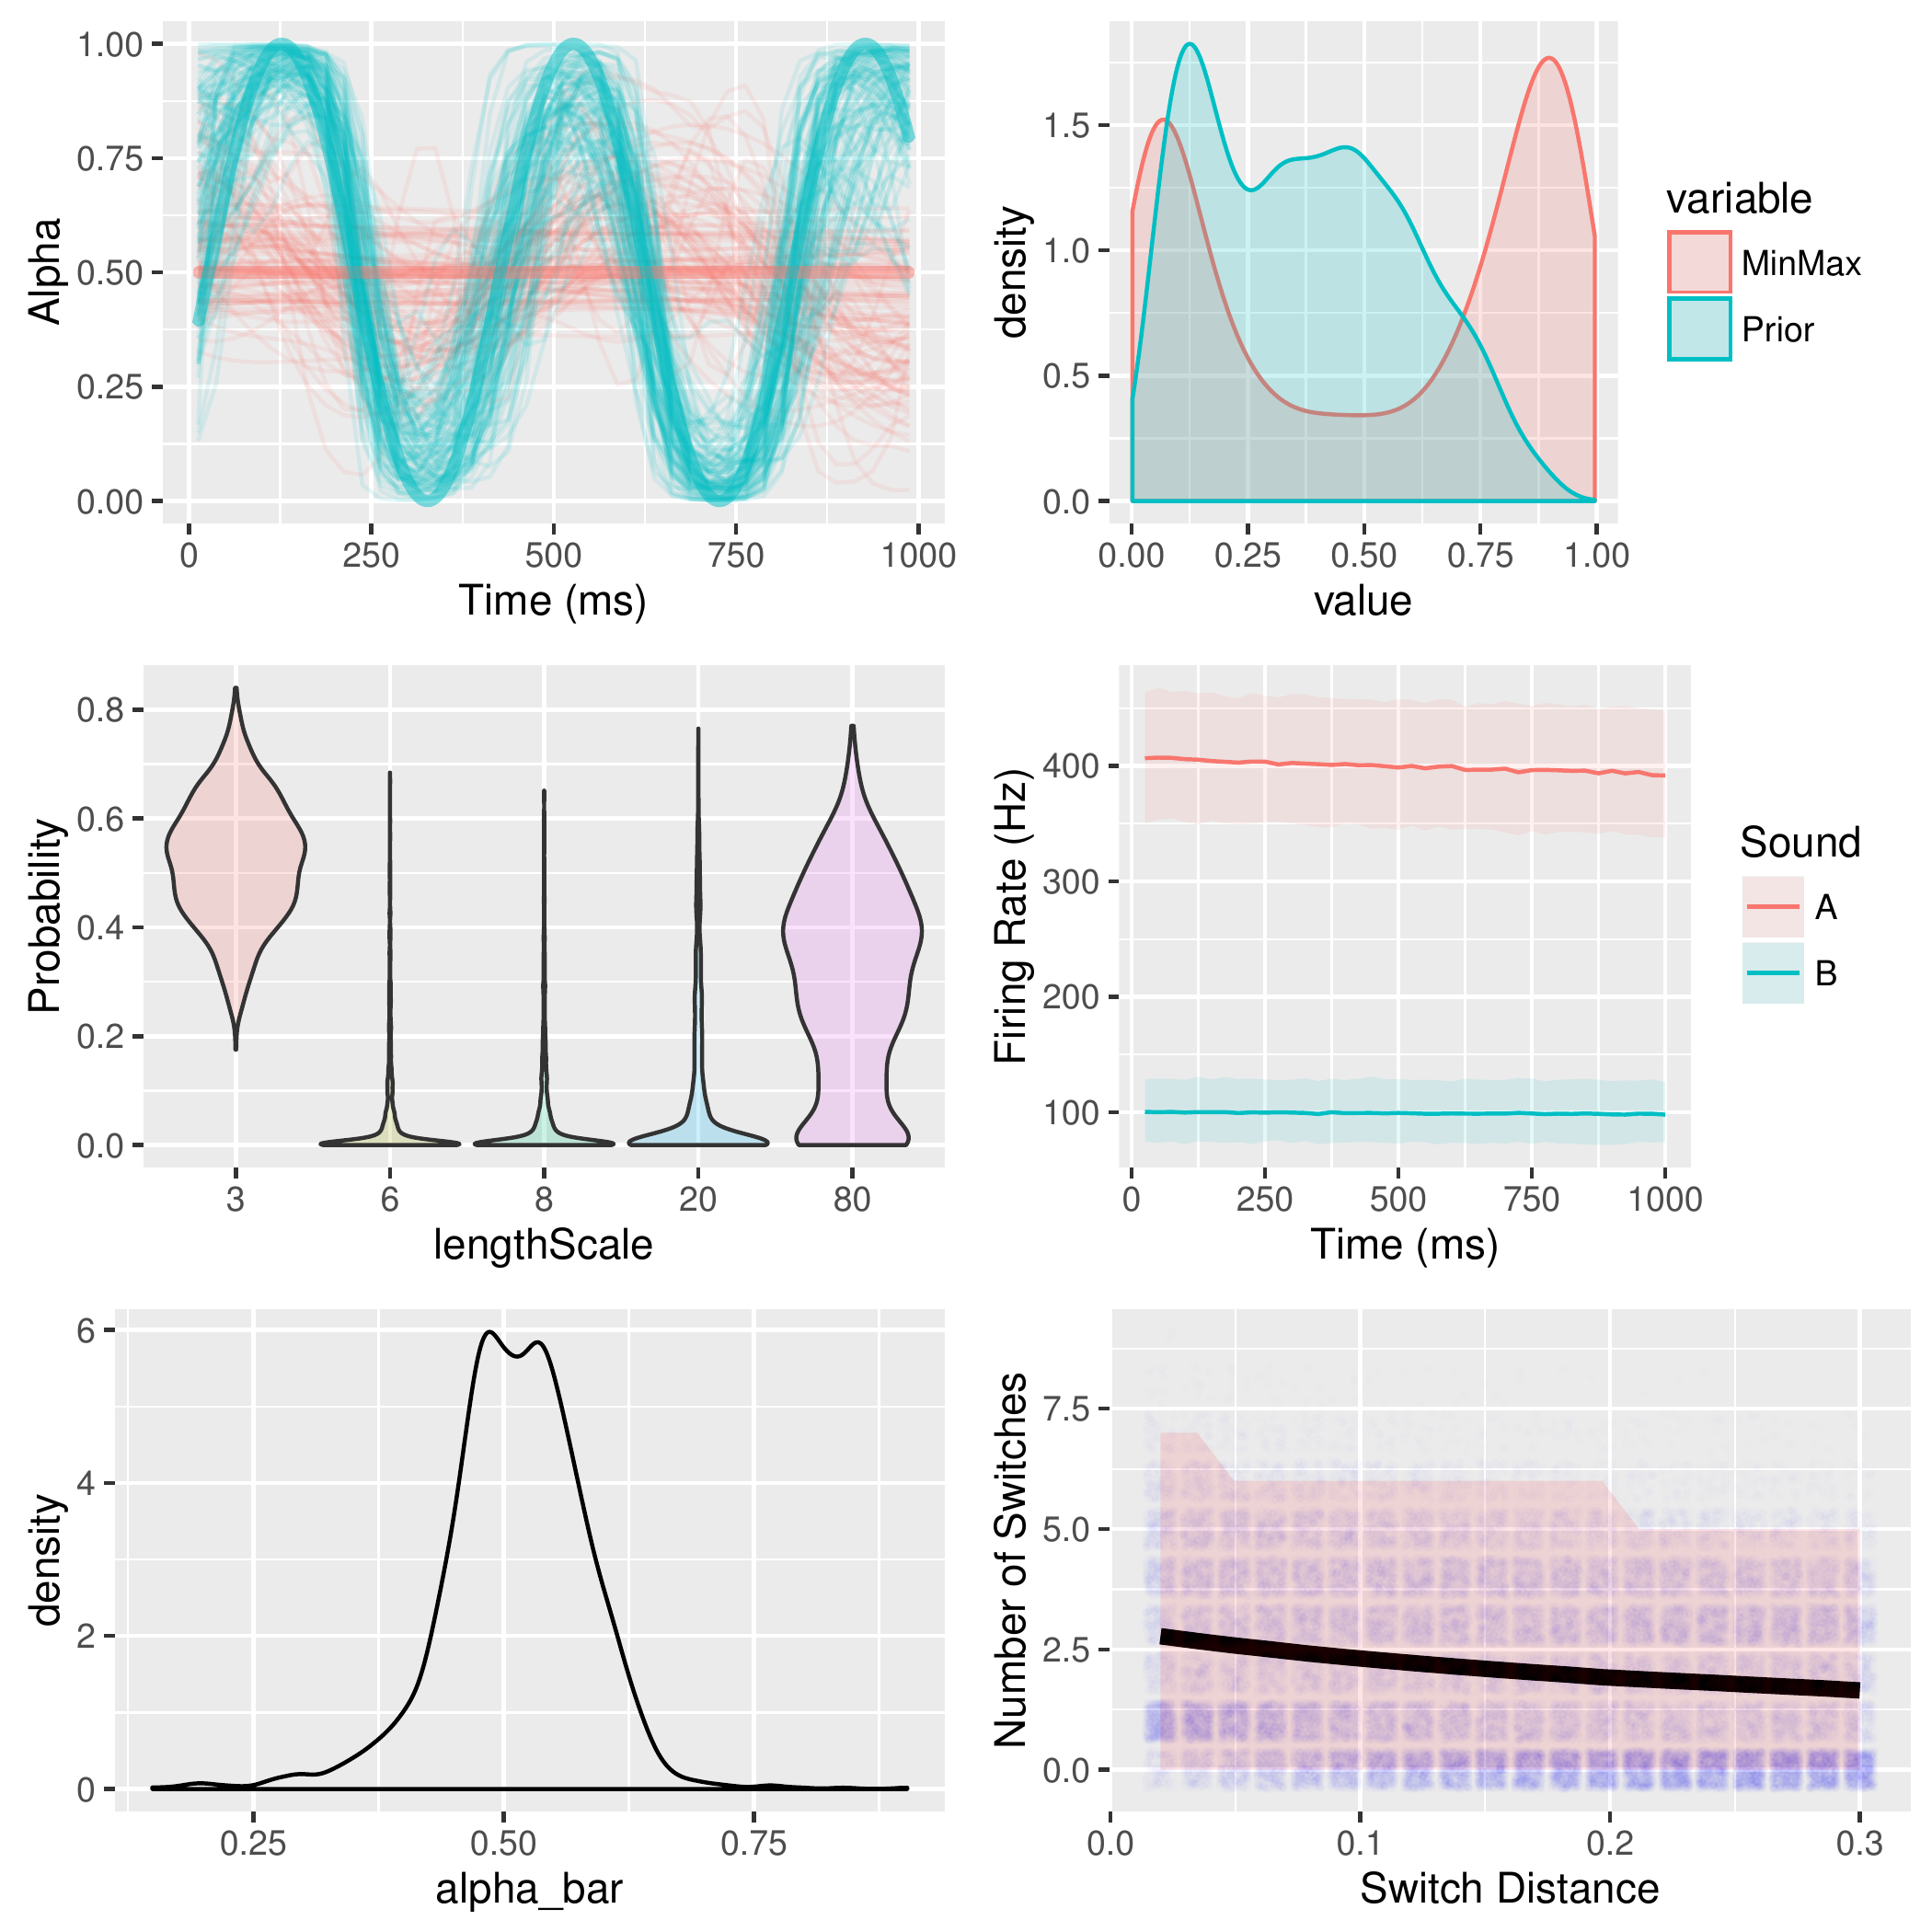 1.00
0.75
0.50
0.25
0.00
Alpha
0
250
500
750
1000
Time (ms)
1.5
1.0
0.5
0.0
density
0.00
0.25
0.50
0.75
1.00
value
variable
MinMax
Prior
0.8
0.6
0.4
0.2
0.0
Probability
3
6
8
20
80
lengthScale
400
300
200
100
Firing Rate (Hz)
0
250
500
750
1000
Time (ms)
Sound
A
B
6
4
2
0
density
0.25
0.50
0.75
alpha_bar
7.5
5.0
2.5
0.0
Number of Switches
0.0
0.1
0.2
0.3
Switch Distance